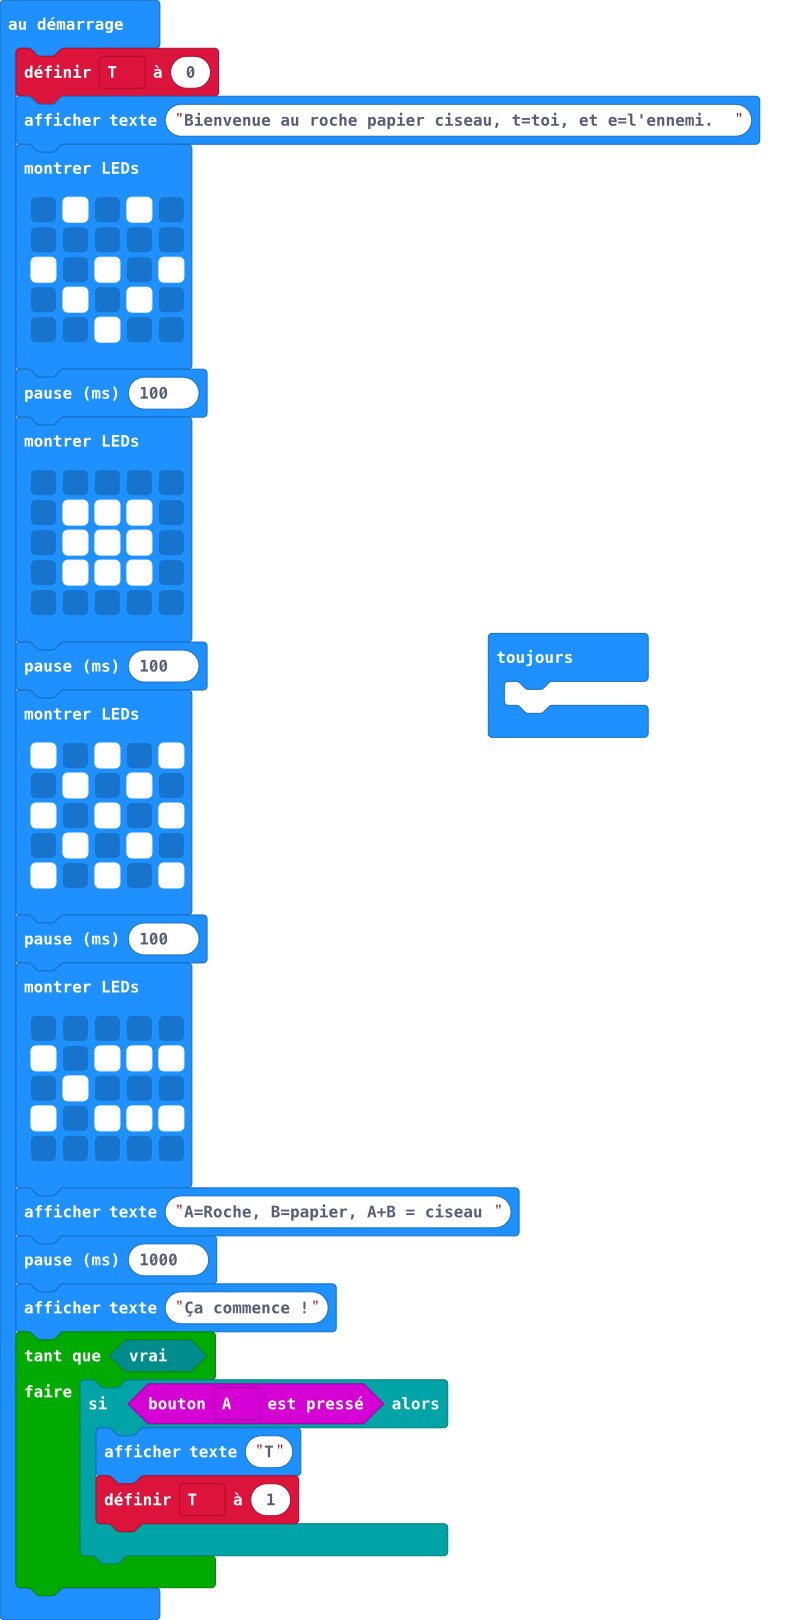 au démarrage
définir T à 0
afficher texte "Bienvenue au roche papier ciseau, t=toi, et e=l'ennemi. "
montrer LEDs
pause (ms) 100
montrer LEDs
pause (ms) 100
toujours
montrer LEDs
pause (ms) 100
montrer LEDs
afficher texte "A=Roche, B=papier, A+B = ciseau "
pause (ms) 1000
afficher texte "Ça commence !"
tant que vrai
faire
si bouton A est pressé alors
afficher texte "T"
définir T à 1